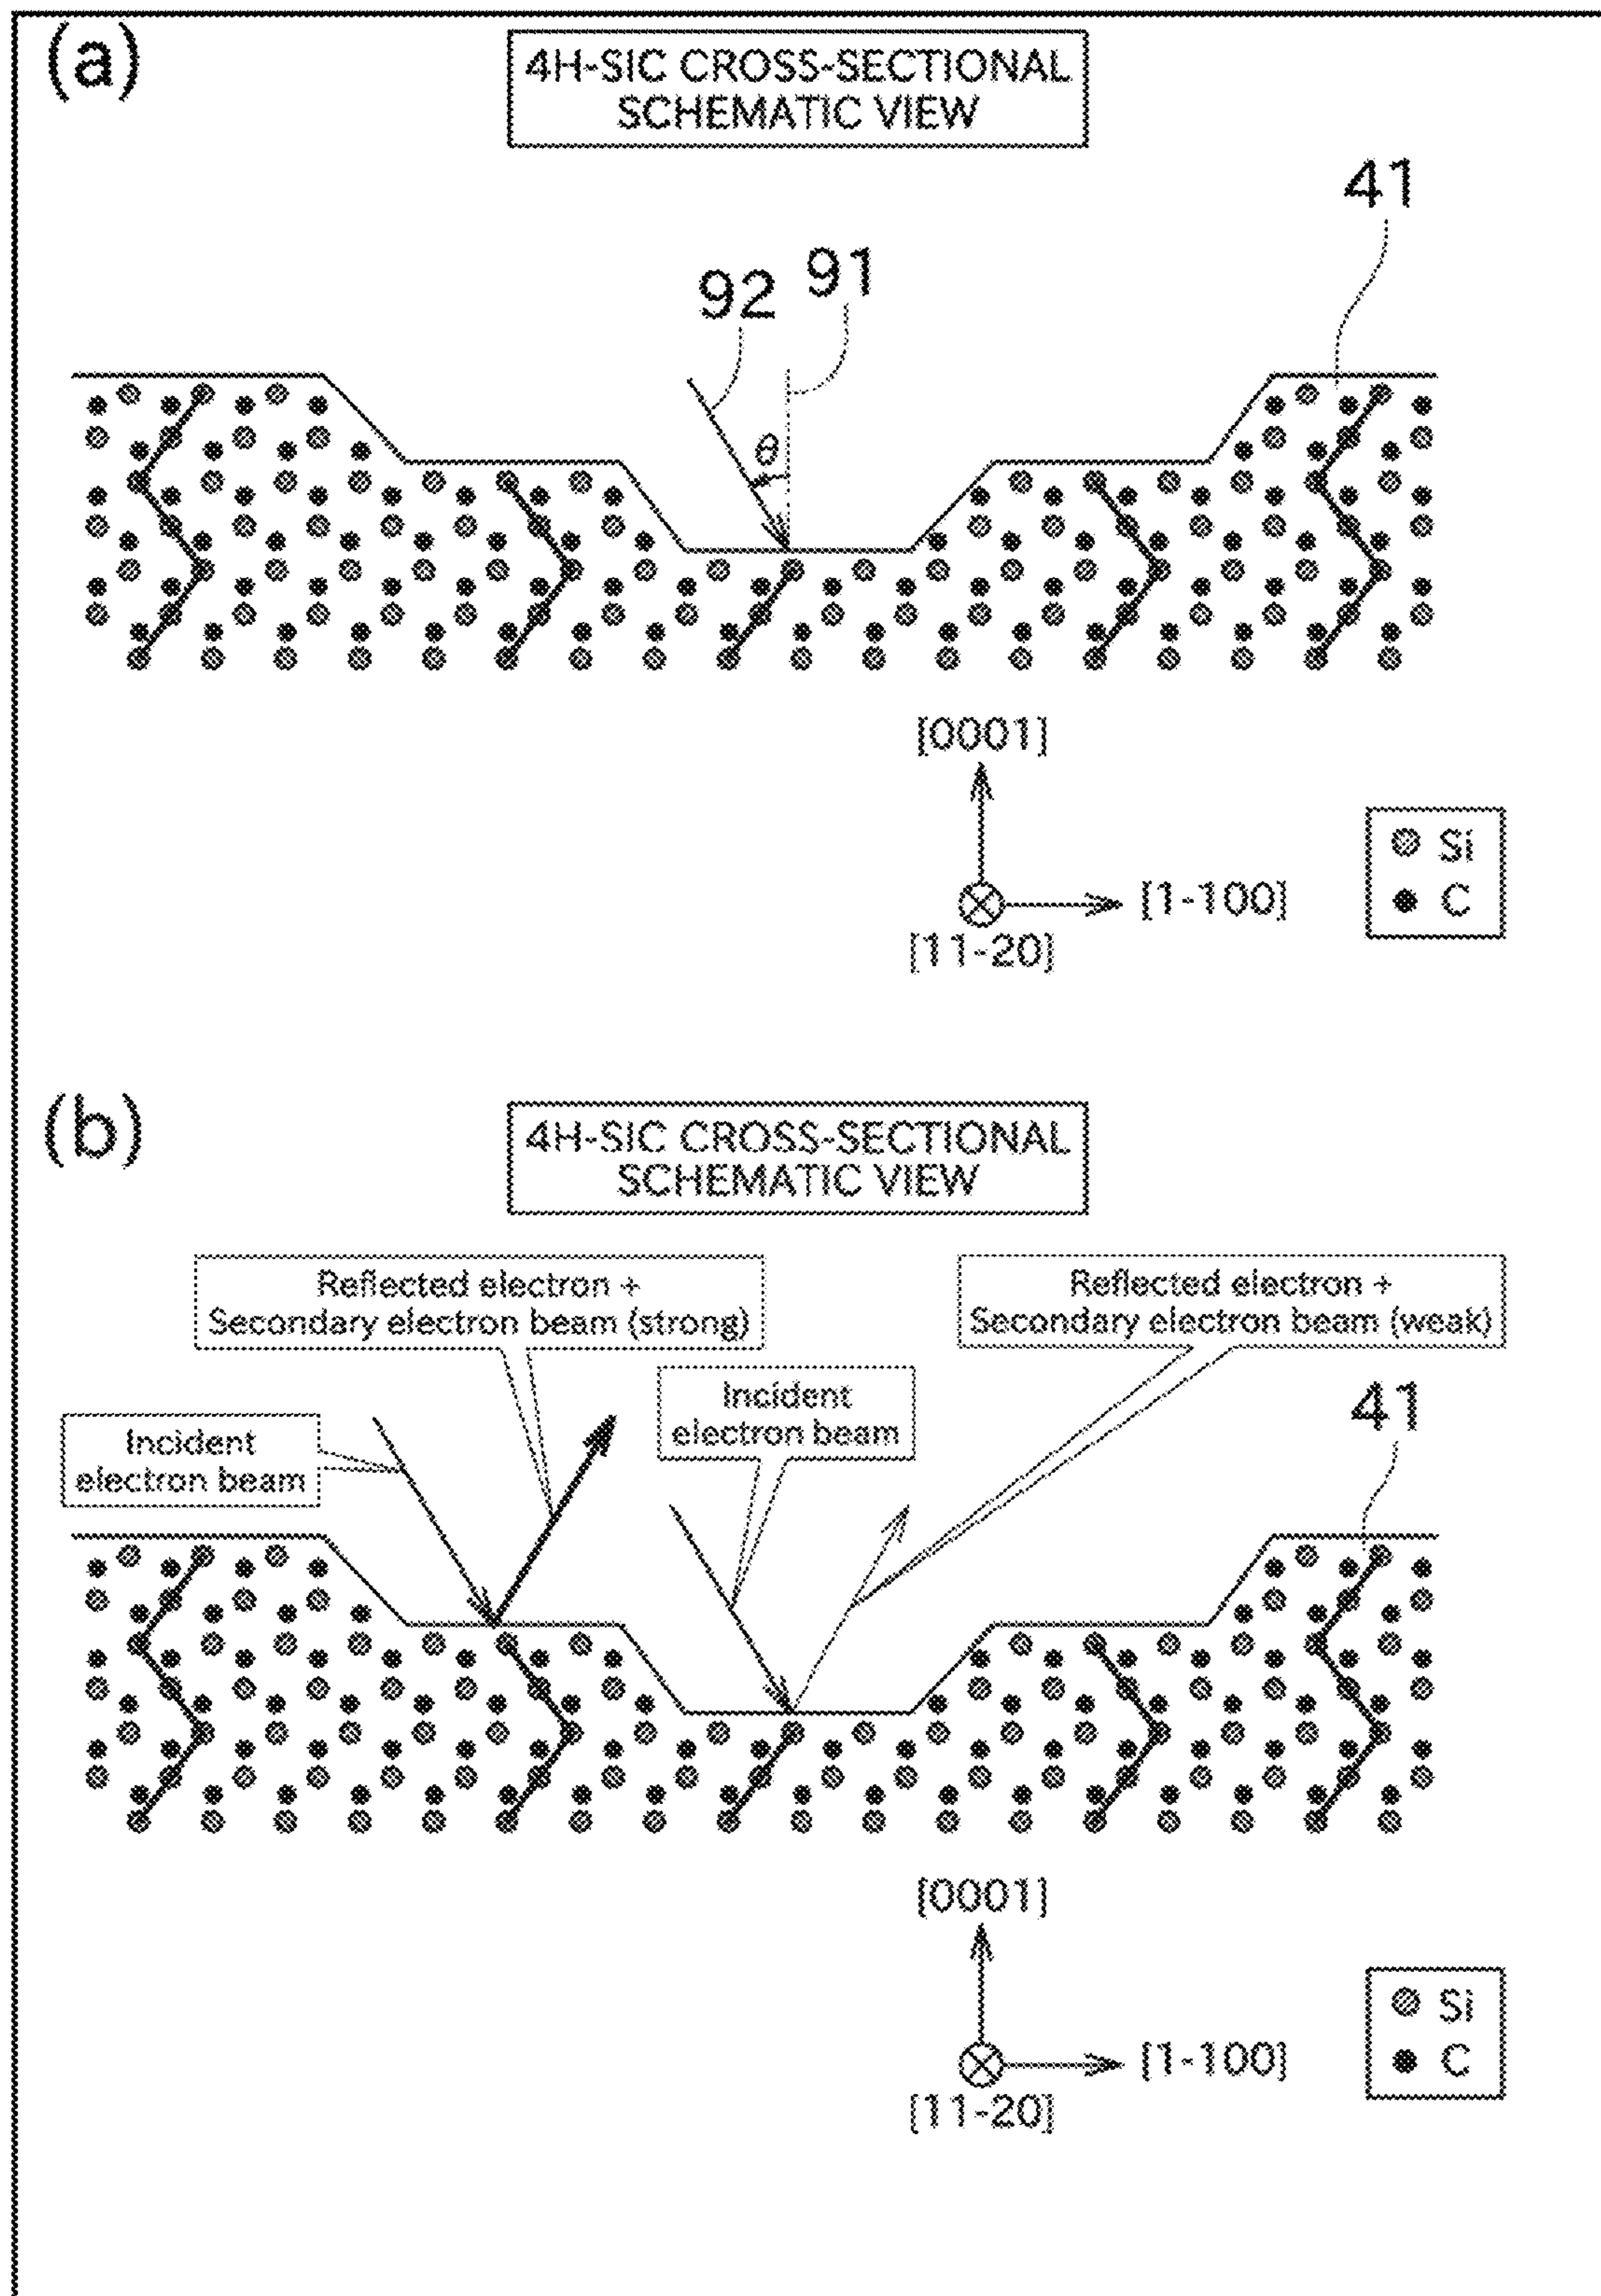 (a)
4H-SiC CROSS-SECTIONAL
SCHEMATIC VIEW
41
92
91
θ
[0001]
[1-100]
[11-20]
Si
C
(b)
4H-SiC CROSS-SECTIONAL
SCHEMATIC VIEW
Reflected electron +
Secondary electron beam (strong)
Reflected electron +
Secondary electron beam (weak)
Incident
electron beam
41
Incident
electron beam
[0001]
[1-100]
[11-20]
Si
C